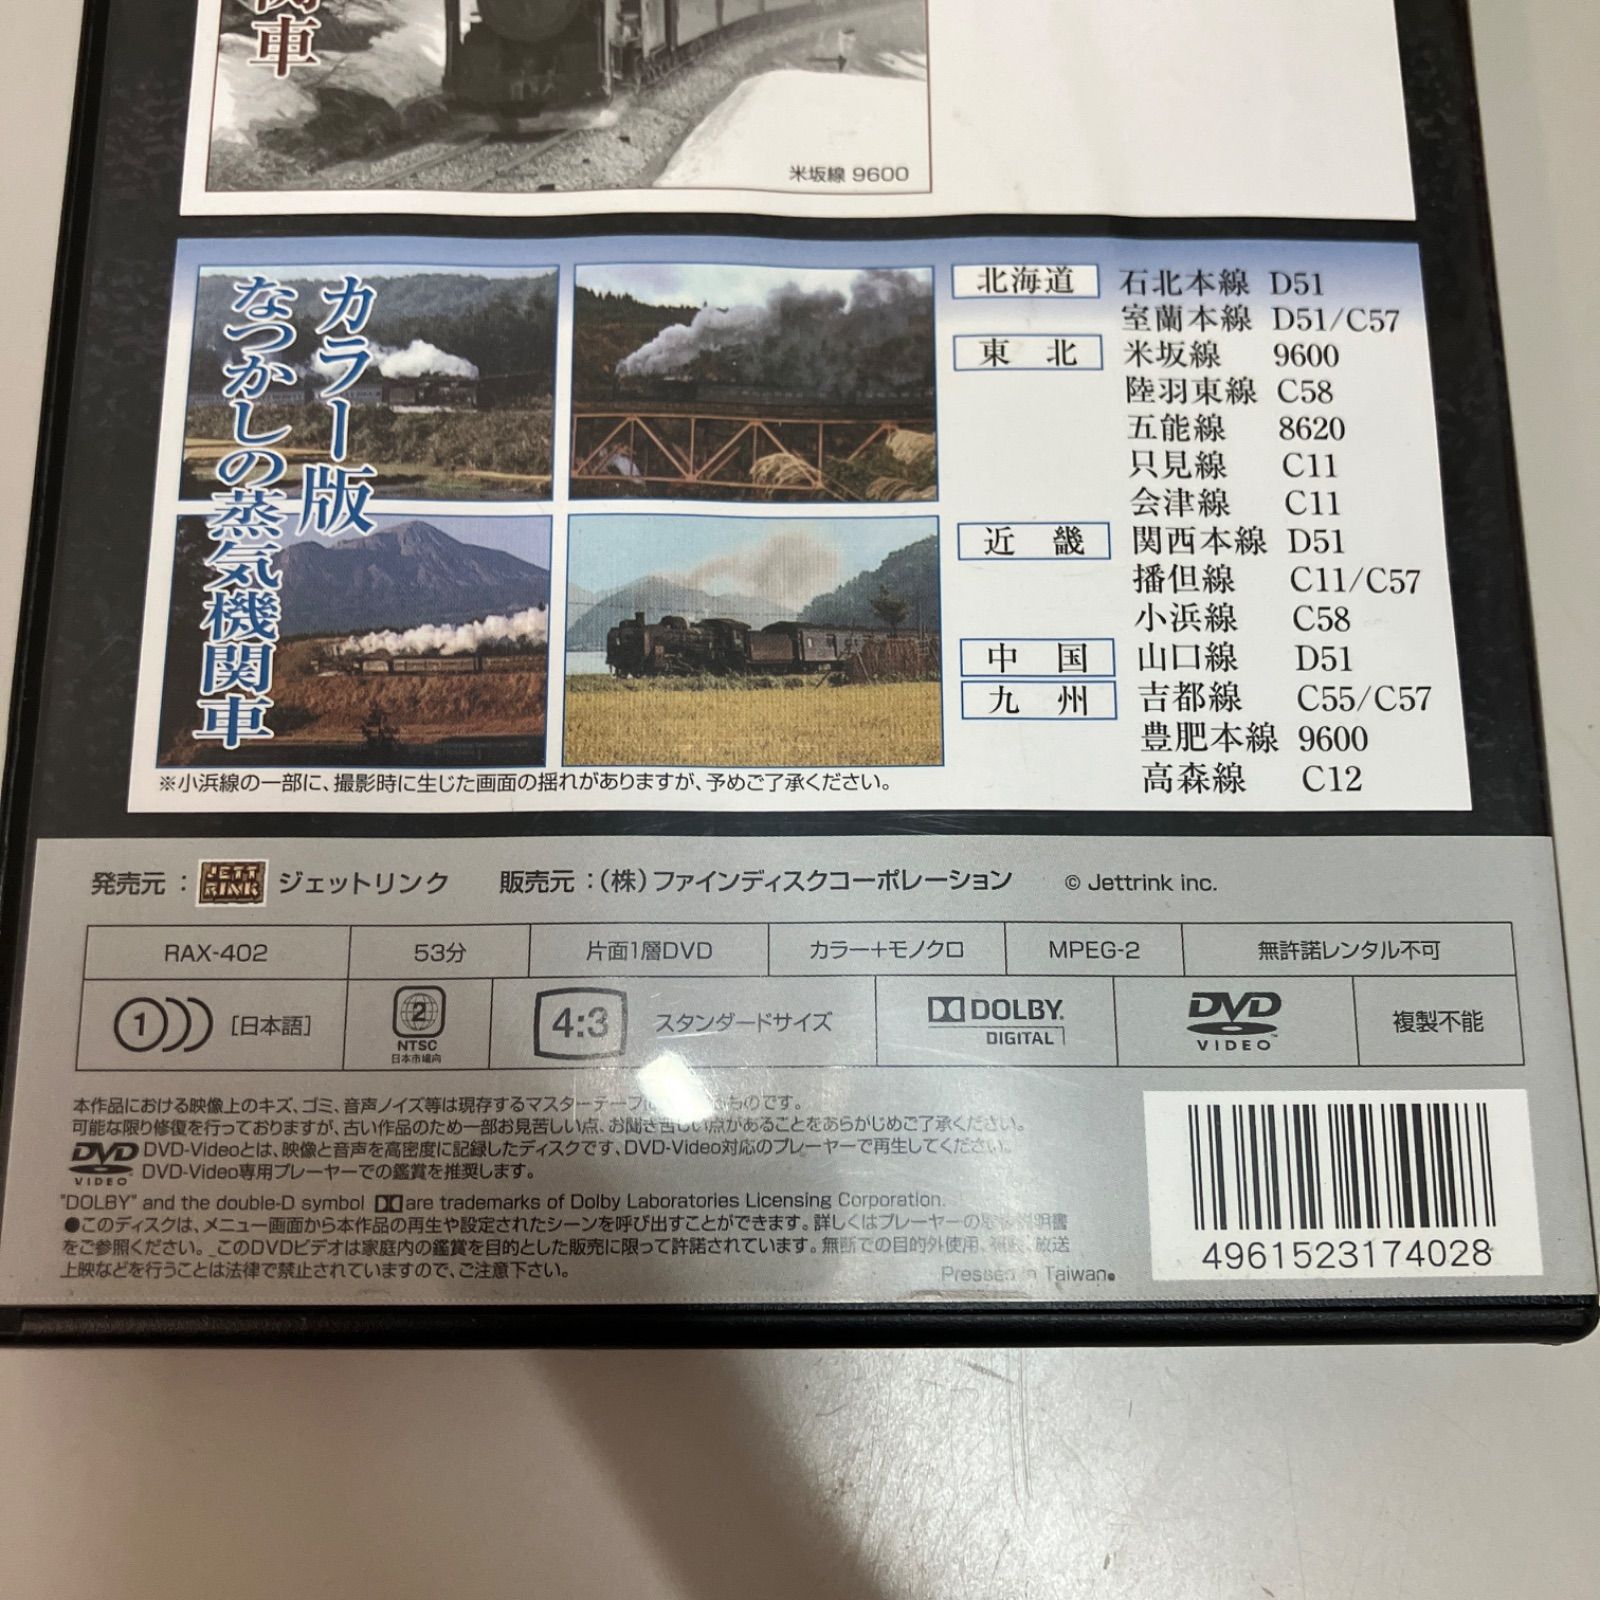 関車
米坂線 9600
カラー版
なつかしの蒸気機関車
北海道 石北本線 D51
室蘭本線 D51/C57
東北 米坂線 9600
陸羽東線 C58
五能線 8620
只見線 C11
会津線 C11
近畿 関西本線 D51
播但線 C11/C57
小浜線 C58
中国 山口線 D51
九州 吉都線 C55/C57
豊肥本線 9600
高森線 C12
※小浜線の一部に、撮影時に生じた画面の揺れがありますが、予めご了承ください。
発売元：JETT RINK ジェットリンク 販売元：(株)ファインディスクコーポレーション © Jettrink inc.
RAX-402 53分 片面1層DVD カラー+モノクロ MPEG-2 無許諾レンタル不可
1 [日本語] 2 NTSC 日本市場向 4:3 スタンダードサイズ DOLBY DIGITAL DVD VIDEO 複製不能
本作品における映像上のキズ、ゴミ、音声ノイズ等は現存するマスターテープにものです。
可能な限り修復を行っておりますが、古い作品のため一部お見苦しい点、お聞き苦しい点があることをあらかじめご了承ください。
DVD VIDEO DVD-Videoとは、映像と音声を高密度に記録したディスクです、DVD-Video対応のプレーヤーで再生してください。
DVD-Video専用プレーヤーでの鑑賞を推奨します。
"DOLBY" and the double-D symbol are trademarks of Dolby Laboratories Licensing Corporation.
●このディスクは、メニュー画面から本作品の再生や設定されたシーンを呼び出すことができます。詳しくはプレーヤーの取扱説明書
をご参照ください。このDVDビデオは家庭内の鑑賞を目的とした販売に限って許諾されています。無断での目的外使用、放送
上映などを行うことは法律で禁止されていますので、ご注意下さい。
Pressed in Taiwan.
4961523174028